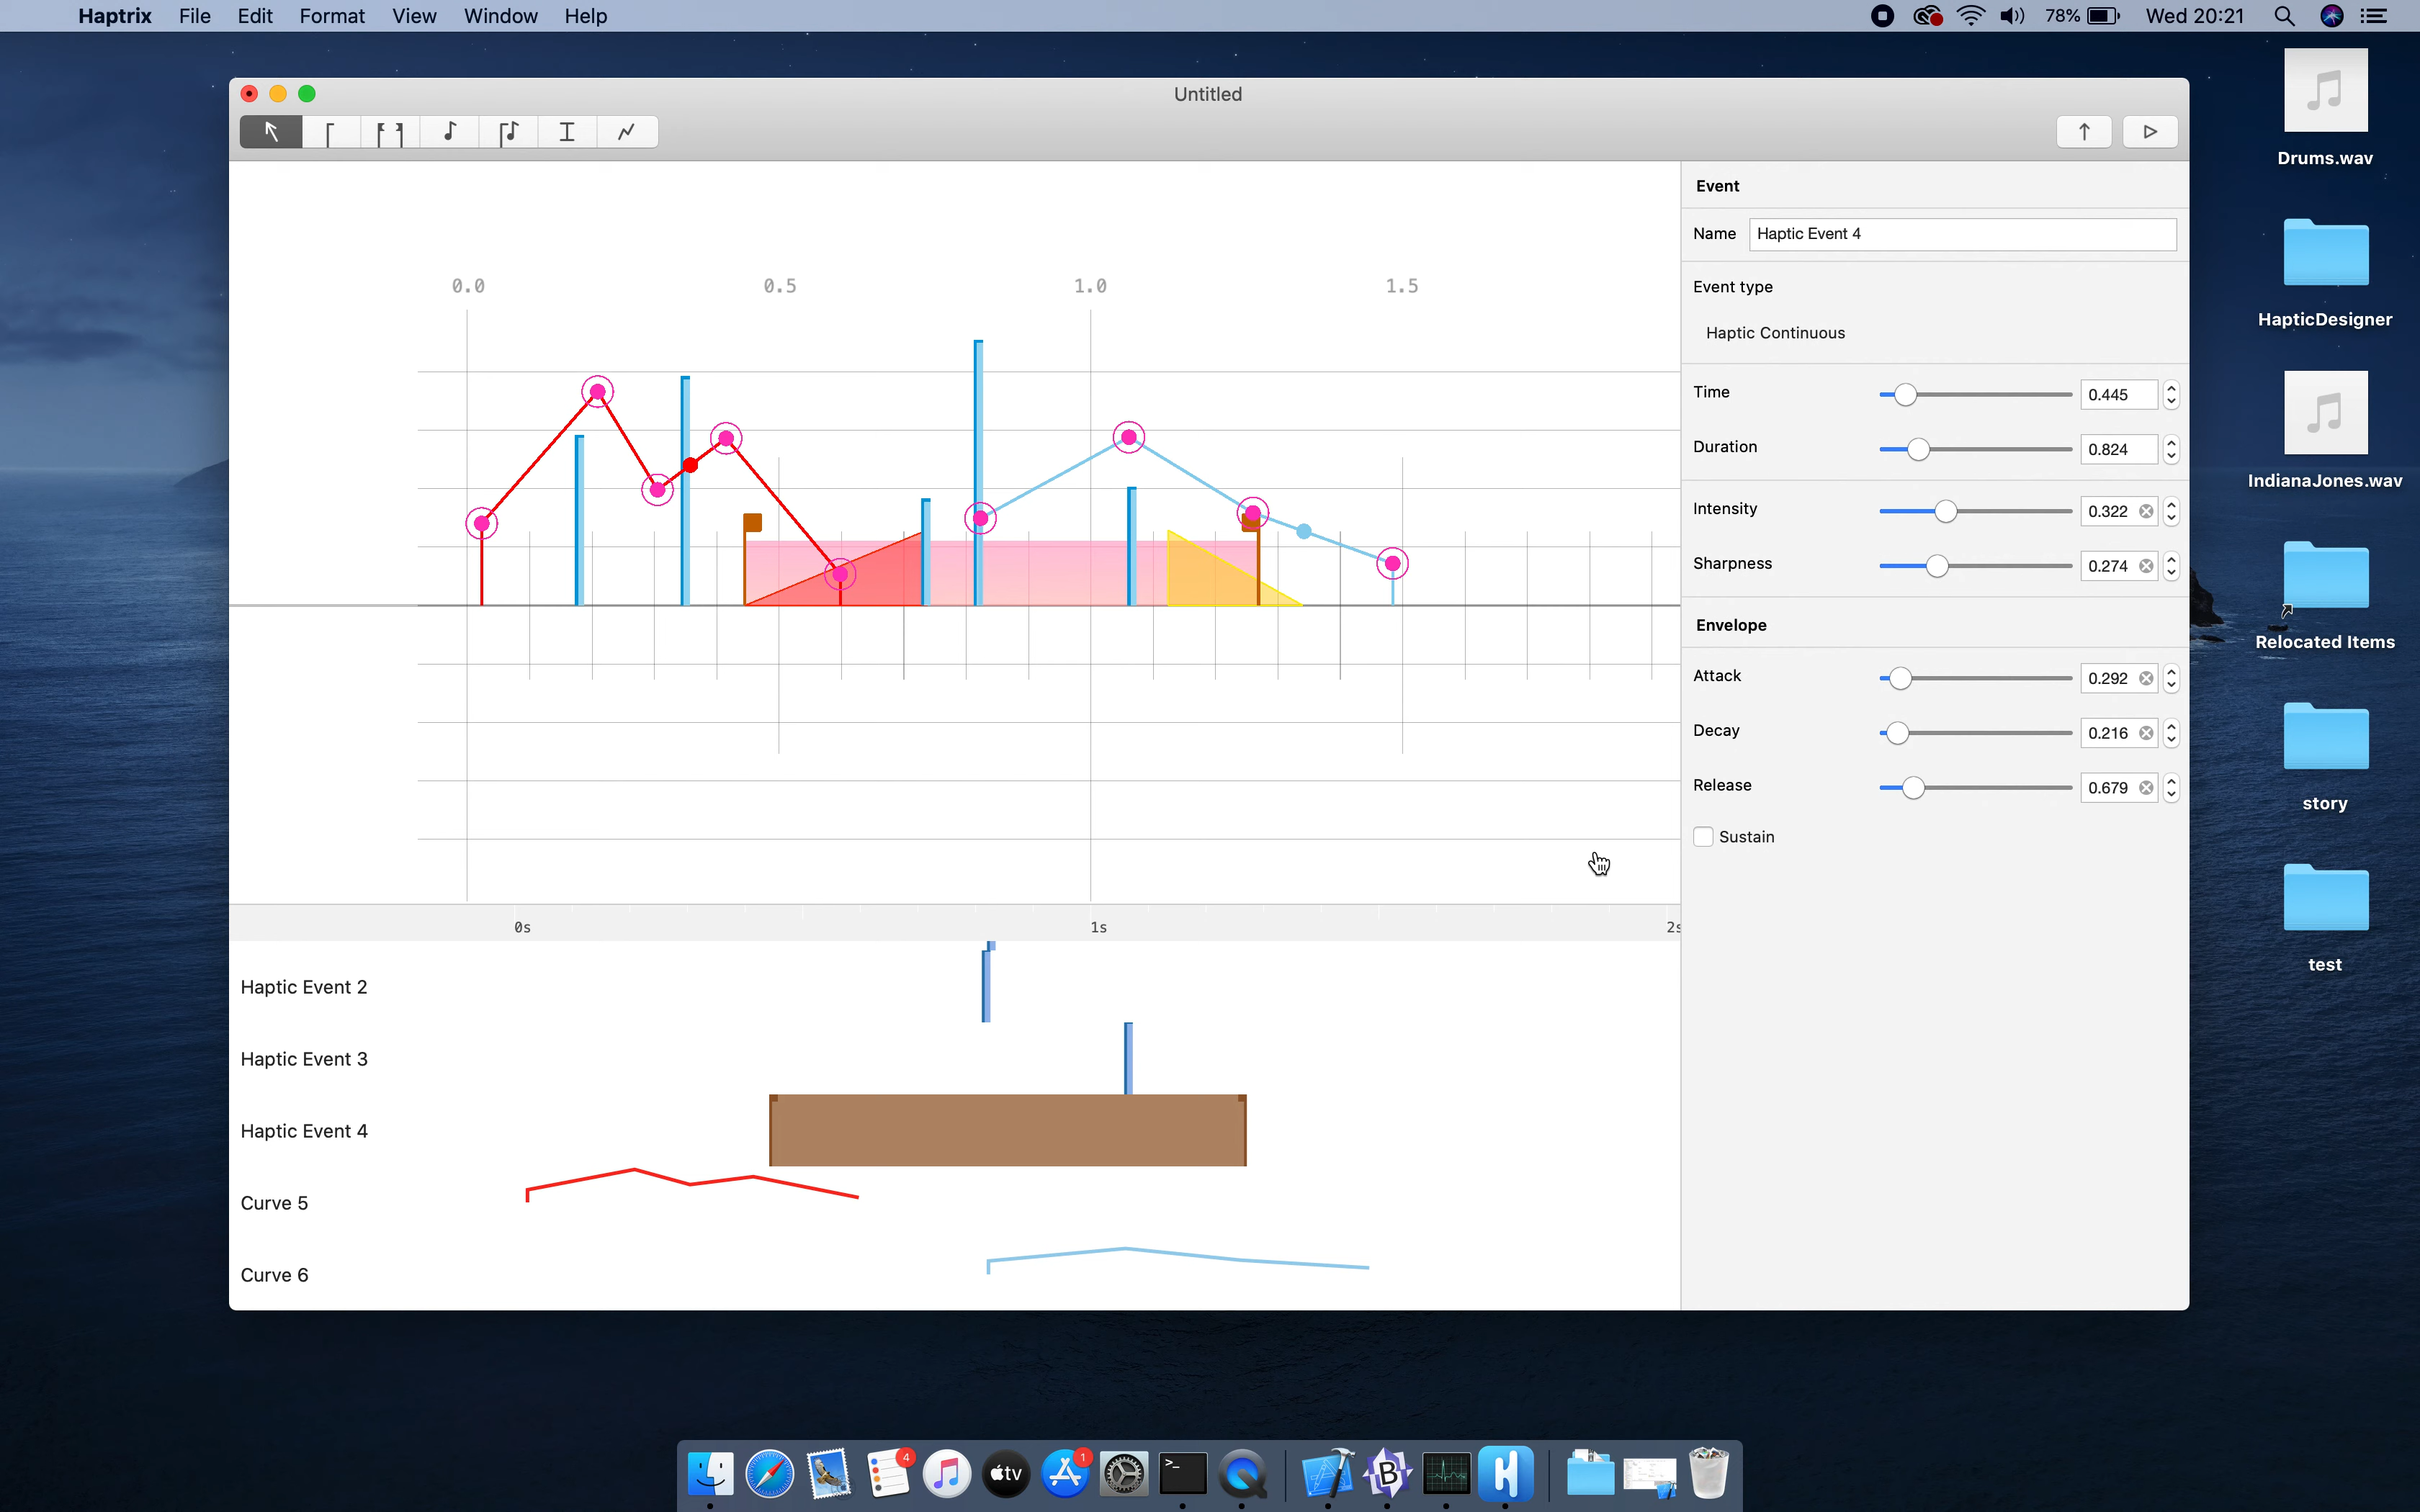 Haptrix File Edit Format View Window Help 78% Wed 20:21
Untitled
Drums.wav
HapticDesigner
IndianaJones.wav
Relocated Items
story
test
0.0 0.5 1.0 1.5
Event
Name Haptic Event 4
Event type
Haptic Continuous
Time 0.445
Duration 0.824
Intensity 0.322
Sharpness 0.274
Envelope
Attack 0.292
Decay 0.216
Release 0.679
Sustain
0s 1s 2s
Haptic Event 2
Haptic Event 3
Haptic Event 4
Curve 5
Curve 6
4 tv 1 >_ B H